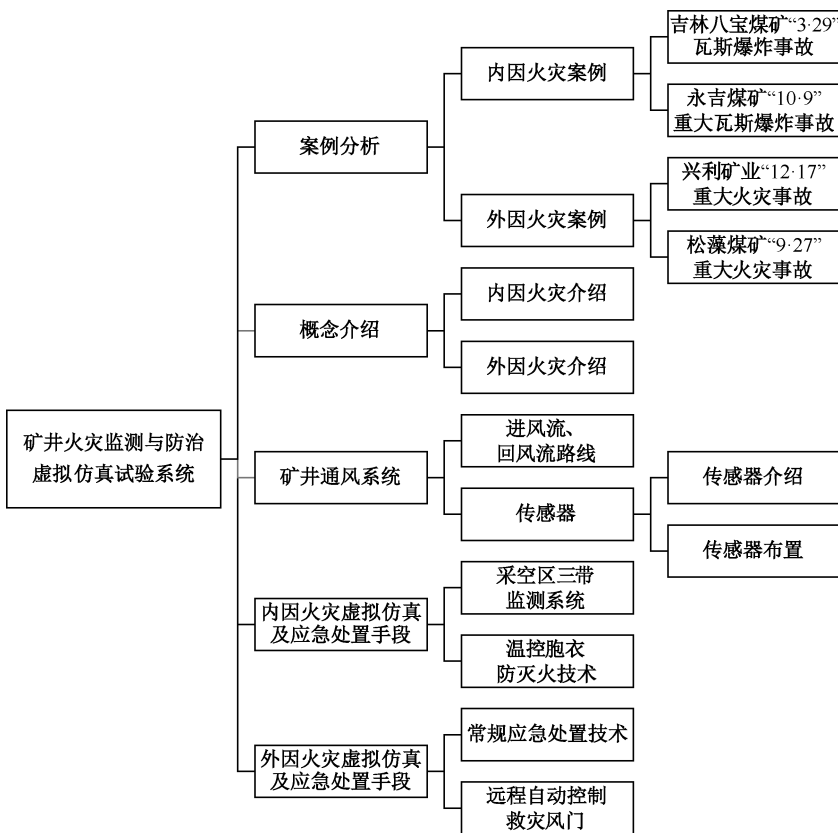 矿井火灾监测与防治
虚拟仿真试验系统
案例分析
内因火灾案例
吉林八宝煤矿“3·29”
瓦斯爆炸事故
永吉煤矿“10·9”
重大瓦斯爆炸事故
外因火灾案例
兴利矿业“12·17”
重大火灾事故
松藻煤矿“9·27”
重大火灾事故
概念介绍
内因火灾介绍
外因火灾介绍
矿井通风系统
进风流、
回风流路线
传感器
传感器介绍
传感器布置
内因火灾虚拟仿真
及应急处置手段
采空区三带
监测系统
温控胞衣
防灭火技术
外因火灾虚拟仿真
及应急处置手段
常规应急处置技术
远程自动控制
救灾风门